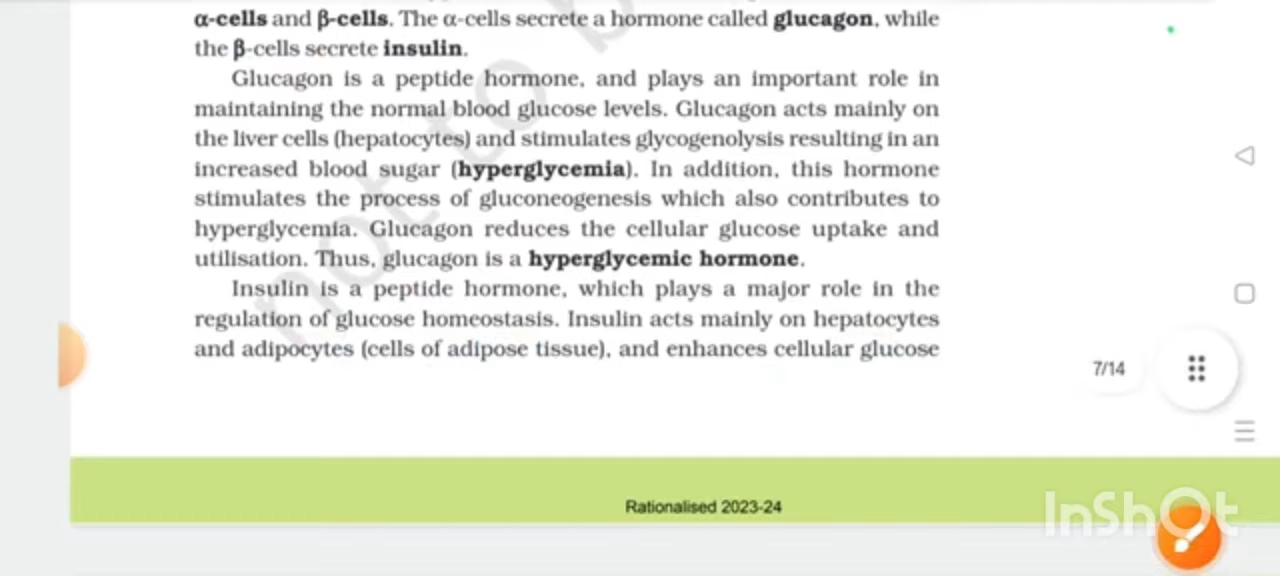 α-cells and β-cells. The α-cells secrete a hormone called glucagon, while
the β-cells secrete insulin.
Glucagon is a peptide hormone, and plays an important role in
maintaining the normal blood glucose levels. Glucagon acts mainly on
the liver cells (hepatocytes) and stimulates glycogenolysis resulting in an
increased blood sugar (hyperglycemia). In addition, this hormone
stimulates the process of gluconeogenesis which also contributes to
hyperglycemia. Glucagon reduces the cellular glucose uptake and
utilisation. Thus, glucagon is a hyperglycemic hormone.
Insulin is a peptide hormone, which plays a major role in the
regulation of glucose homeostasis. Insulin acts mainly on hepatocytes
and adipocytes (cells of adipose tissue), and enhances cellular glucose
7/14
Rationalised 2023-24
InShOt
not to b